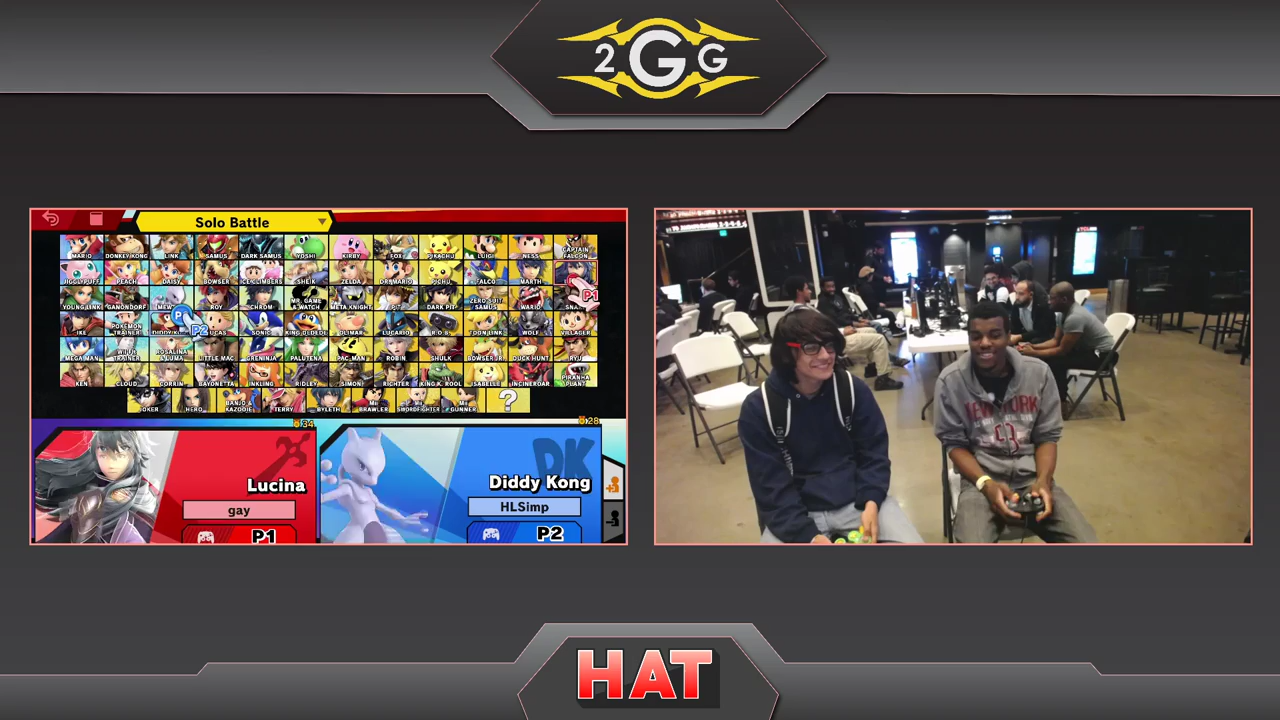 2GG
Solo Battle
MARIO DONKEY KONG LINK SAMUS DARK SAMUS YOSHI KIRBY FOX PIKACHU LUIGI NESS CAPTAIN FALCON
JIGGLYPUFF PEACH DAISY BOWSER ICE CLIMBERS SHEIK ZELDA DR. MARIO PICHU FALCO MARTH
YOUNG LINK GANONDORF ROY CHROM MR. GAME & WATCH META KNIGHT PIT DARK PIT ZERO SUIT SAMUS WARIO P1
IKE POKÉMON TRAINER P P2 SONIC KING DEDEDE OLIMAR LUCARIO R.O.B. TOON LINK WOLF VILLAGER
MEGA MAN Wii Fit TRAINER ROSALINA & LUMA LITTLE MAC GRENINJA PALUTENA PAC-MAN ROBIN SHULK BOWSER JR. DUCK HUNT RYU
KEN CLOUD CORRIN BAYONETTA INKLING RIDLEY SIMON RICHTER KING K. ROOL ISABELLE INCINEROAR PIRANHA PLANT
JOKER HERO BANJO & KAZOOIE TERRY BYLETH Mii BRAWLER Mii SWORDFIGHTER Mii GUNNER ?
34 28
Lucina
gay
P1
DK
Diddy Kong
HLSimp
P2
NEW YORK
HAT